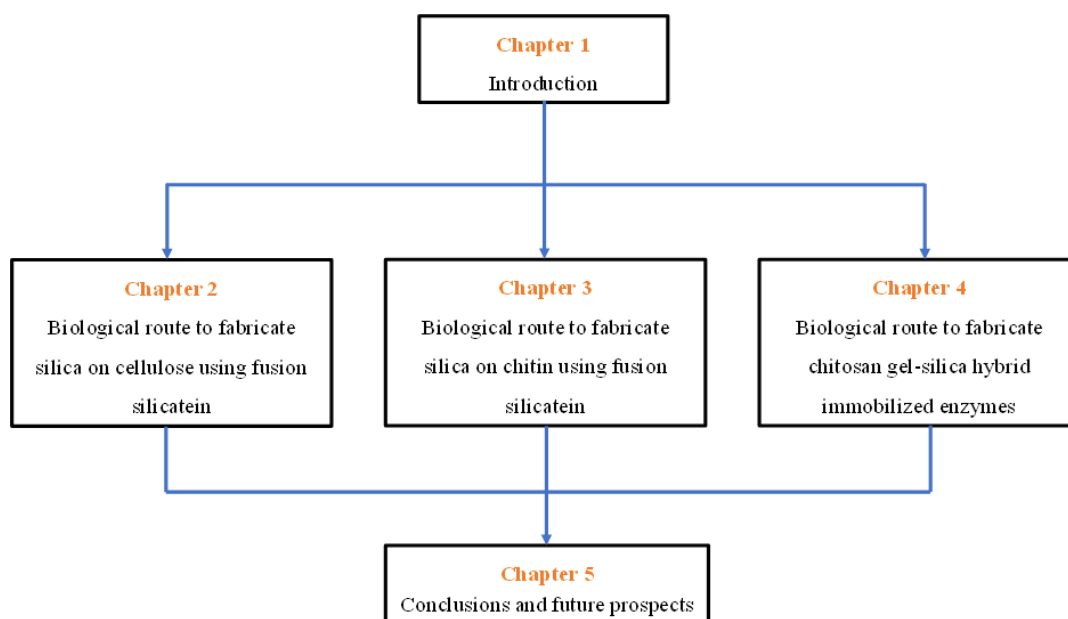 Chapter 1
Introduction
Chapter 2
Biological route to fabricate
silica on cellulose using fusion
silicatein
Chapter 3
Biological route to fabricate
silica on chitin using fusion
silicatein
Chapter 4
Biological route to fabricate
chitosan gel-silica hybrid
immobilized enzymes
Chapter 5
Conclusions and future prospects